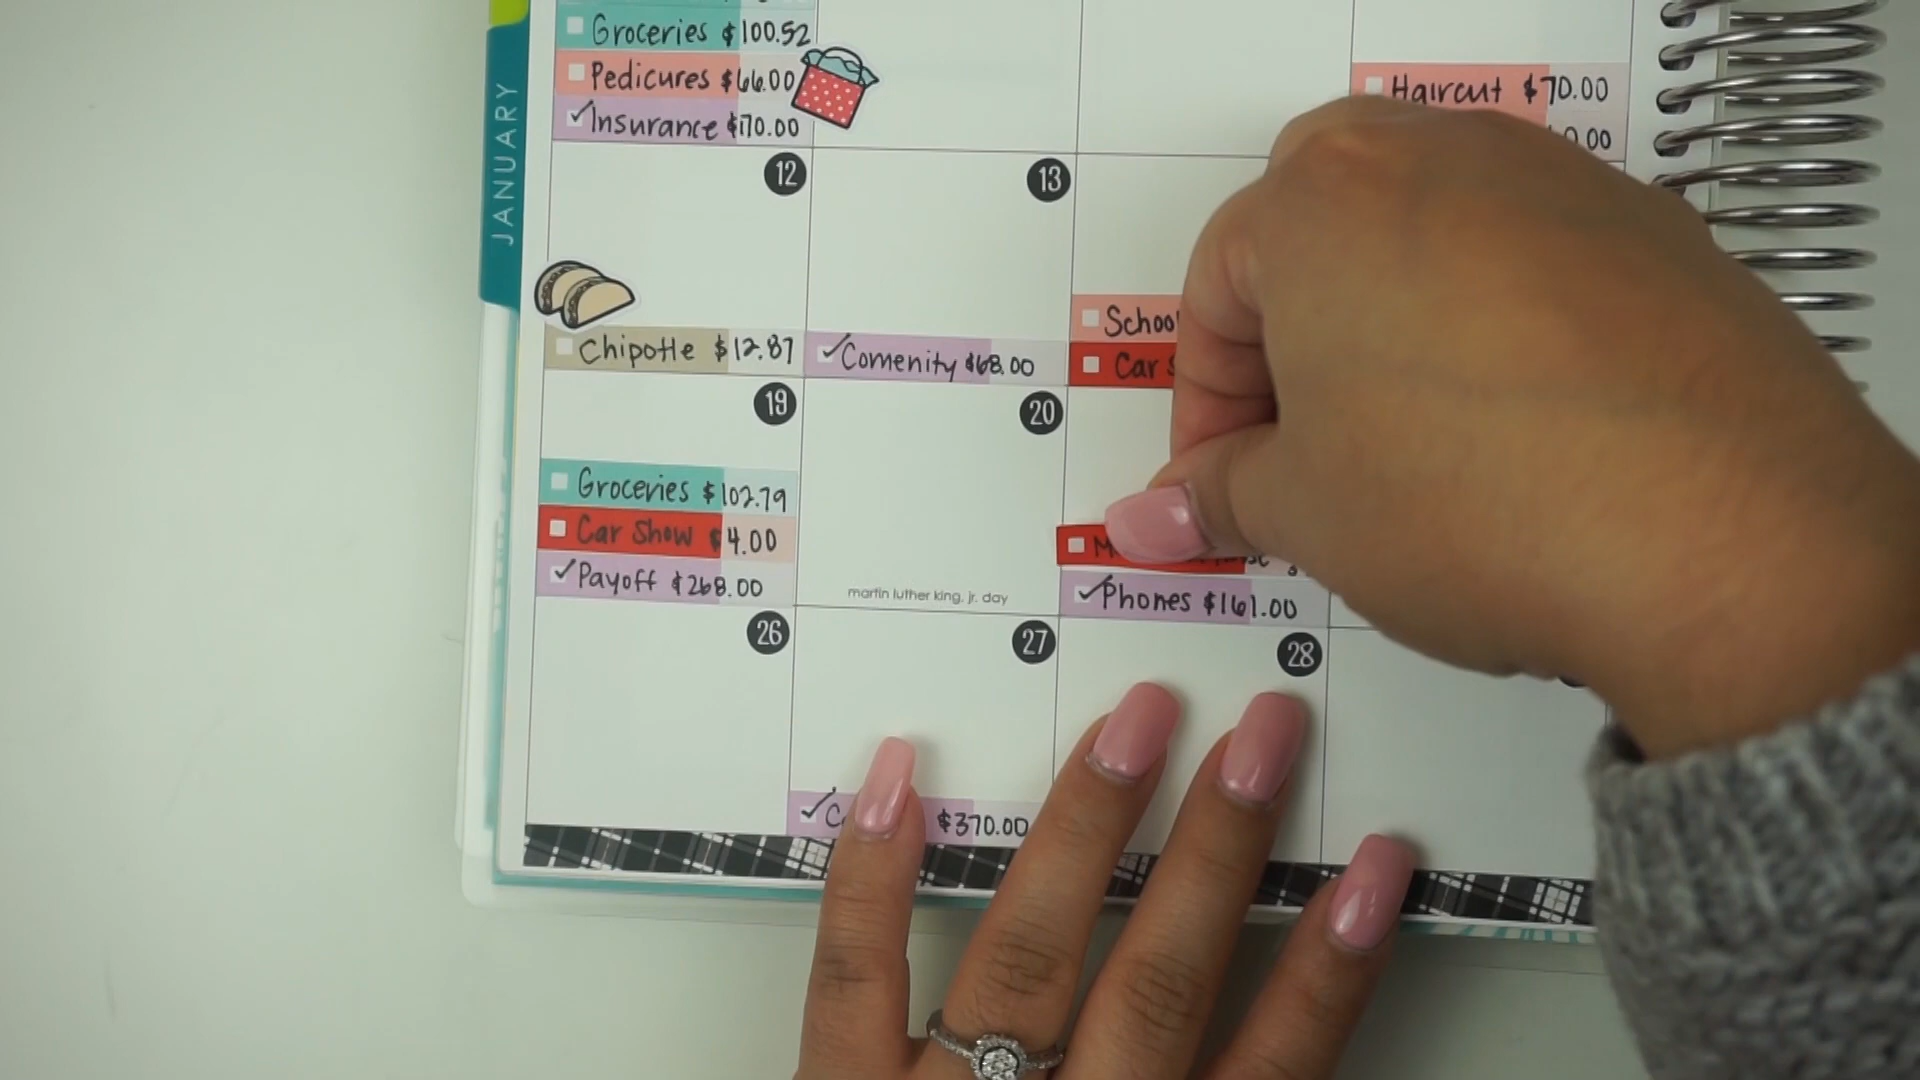 JANUARY
Groceries $100.52
Pedicures $66.00
Insurance $170.00
Haircut $70.00
0.00
12
13
Chipotle $12.87
Comenity $68.00
School
Car S
19
20
Groceries $102.79
Car Show $4.00
Payoff $268.00
martin luther king, jr. day
Phones $161.00
26
27
28
$370.00